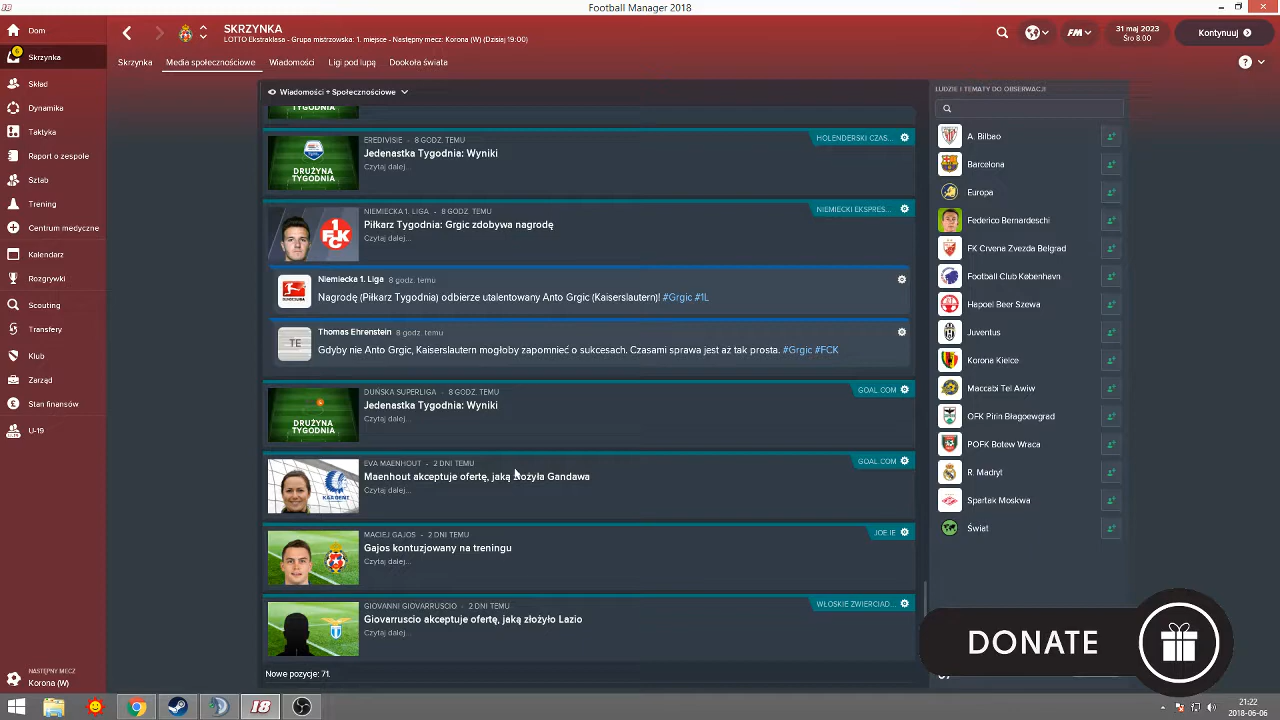 Football Manager 2018
18
Dom
6
Skrzynka
Skład
Dynamika
Taktyka
Raport o zespole
Sztab
Trening
Centrum medyczne
Kalendarz
Rozgrywki
Scouting
Transfery
Klub
Zarząd
Stan finansów
U-19
NASTĘPNY MECZ
Korona (W)
SKRZYNKA
LOTTO Ekstraklasa - Grupa mistrzowska: 1. miejsce - Następny mecz: Korona (W) (Dzisiaj 19:00)
FM
31 maj 2023
Śro 8:00
Kontynuuj
Skrzynka
Media społecznościowe
Wiadomości
Ligi pod lupą
Dookoła świata
?
Wiadomości + Społecznościowe
TYGODNIA
EREDIVISIE - 8 GODZ. TEMU
HOLENDERSKI CZAS...
Jedenastka Tygodnia: Wyniki
Czytaj dalej...
DRUŻYNA
TYGODNIA
NIEMIECKA 1. LIGA - 8 GODZ. TEMU
NIEMIECKI EKSPRES...
Piłkarz Tygodnia: Grgic zdobywa nagrodę
Czytaj dalej...
Niemiecka 1. Liga 8 godz. temu
Nagrodę (Piłkarz Tygodnia) odbierze utalentowany Anto Grgic (Kaiserslautern)! #Grgic #1L
TE
Thomas Ehrenstein 8 godz. temu
Gdyby nie Anto Grgic, Kaiserslautern mogłoby zapomnieć o sukcesach. Czasami sprawa jest aż tak prosta. #Grgic #FCK
DUŃSKA SUPERLIGA - 8 GODZ. TEMU
GOAL.COM
Jedenastka Tygodnia: Wyniki
Czytaj dalej...
DRUŻYNA
TYGODNIA
EVA MAENHOUT - 2 DNI TEMU
GOAL.COM
Maenhout akceptuje ofertę, jaką złożyła Gandawa
Czytaj dalej...
MACIEJ GAJOS - 2 DNI TEMU
JOE.IE
Gajos kontuzjowany na treningu
Czytaj dalej...
GIOVANNI GIOVARRUSCIO - 2 DNI TEMU
WŁOSKIE ZWIERCIAD...
Giovarruscio akceptuje ofertę, jaką złożyło Lazio
Czytaj dalej...
Nowe pozycje: 71.
LUDZIE I TEMATY DO OBSERWACJI
A. Bilbao
Barcelona
Europa
Federico Bernardeschi
FK Crvena Zvezda Belgrad
Football Club København
Hapoel Beer Szewa
Juventus
Korona Kielce
Maccabi Tel Awiw
OFK Pirin Błagoewgrad
POFK Botew Wraca
R. Madryt
Spartak Moskwa
Świat
DONATE
18
21:22
2018-06-06